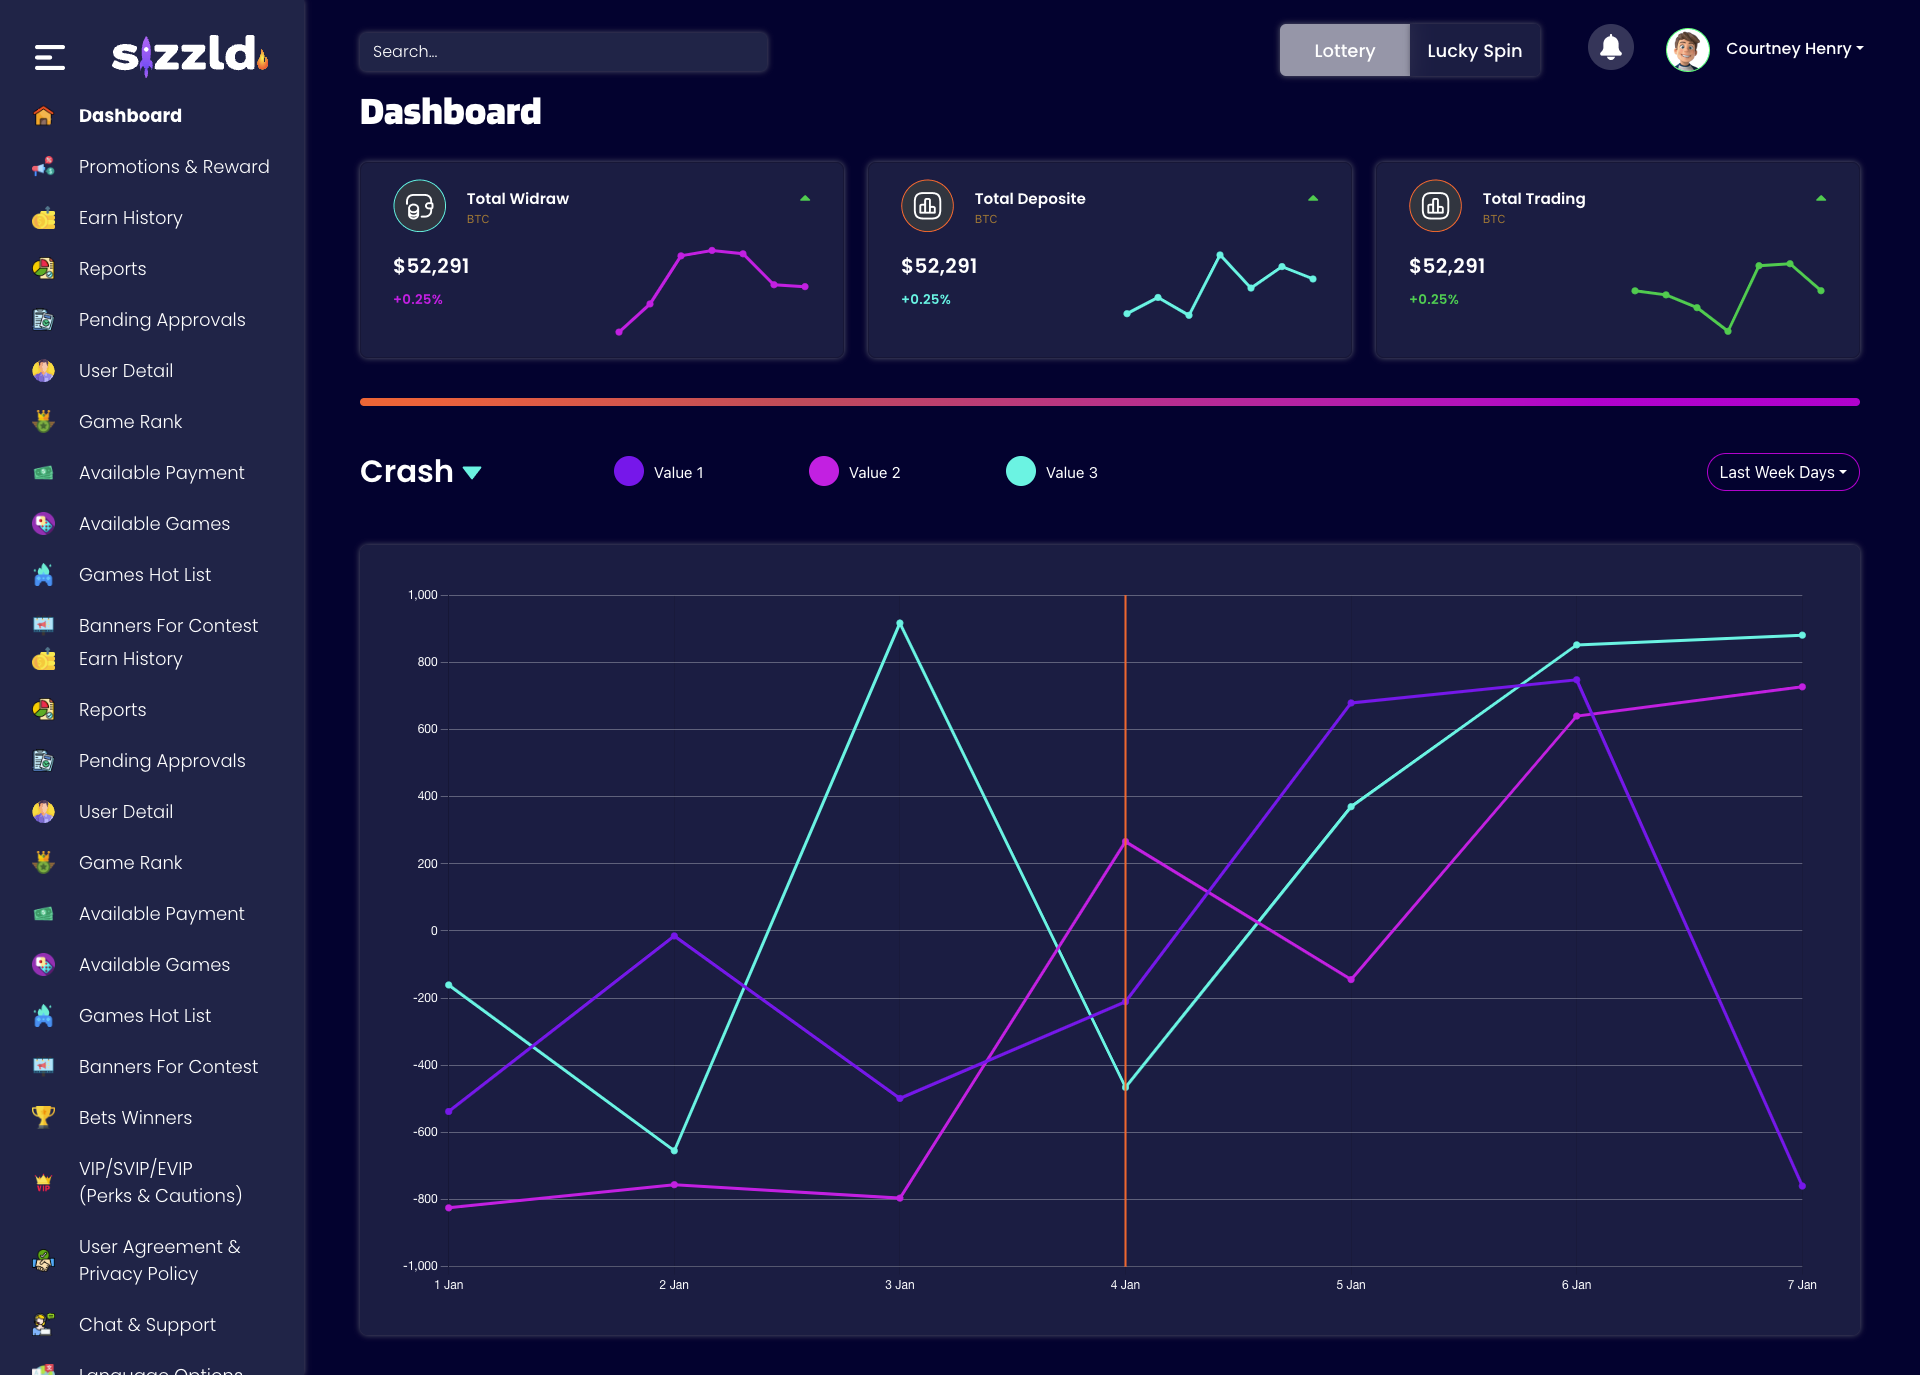 sizzld
Dashboard
Promotions & Reward
Earn History
Reports
Pending Approvals
User Detail
Game Rank
Available Payment
Available Games
Games Hot List
Banners For Contest
Earn History
Reports
Pending Approvals
User Detail
Game Rank
Available Payment
Available Games
Games Hot List
Banners For Contest
Bets Winners
VIP
VIP/SVIP/EVIP
(Perks & Cautions)
User Agreement &
Privacy Policy
Chat & Support
Language Options
Search...
Lottery
Lucky Spin
Courtney Henry
Dashboard
Total Widraw
BTC
$52,291
+0.25%
Total Deposite
BTC
$52,291
+0.25%
Total Trading
BTC
$52,291
+0.25%
Crash
Value 1
Value 2
Value 3
Last Week Days
1,000
800
600
400
200
0
-200
-400
-600
-800
-1,000
1 Jan
2 Jan
3 Jan
4 Jan
5 Jan
6 Jan
7 Jan